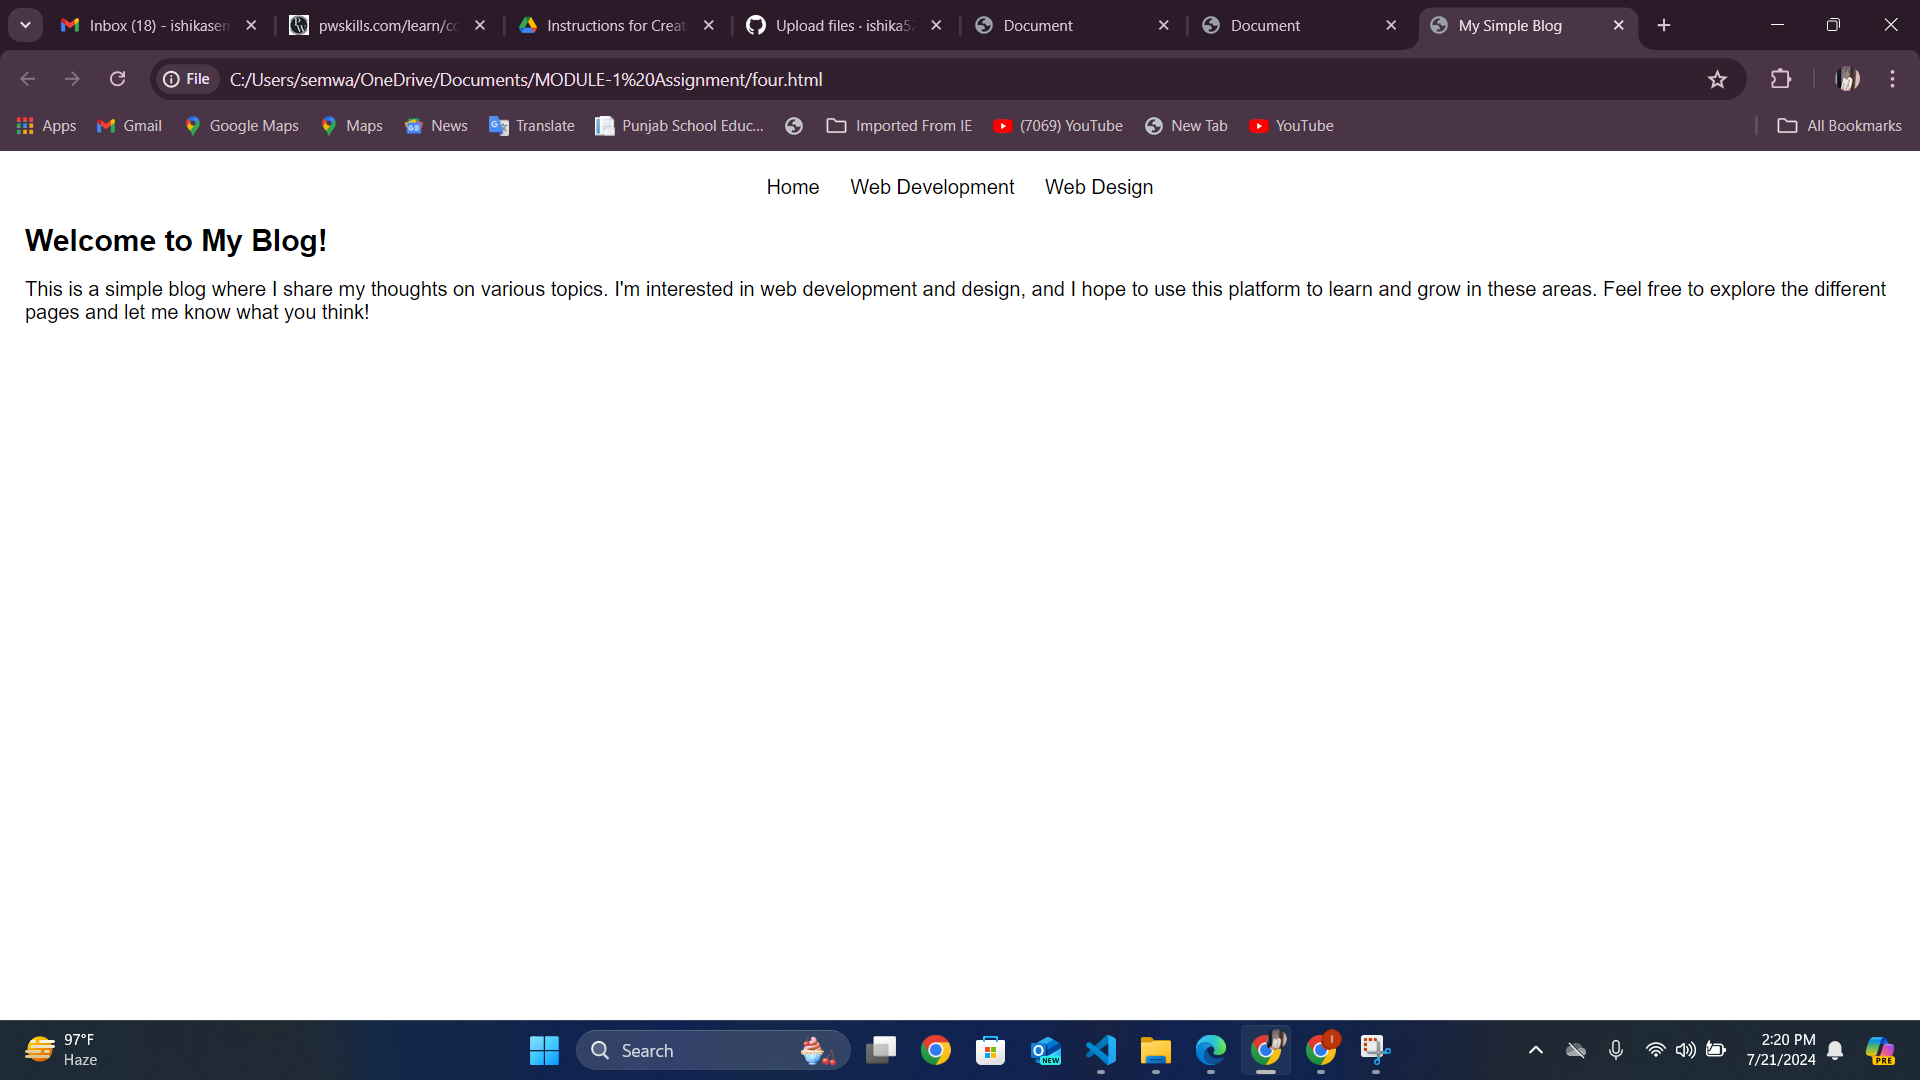 Inbox (18) - ishikasem
pwskills.com/learn/co
Instructions for Creat
Upload files · ishika52
Document
Document
My Simple Blog
File
C:/Users/semwa/OneDrive/Documents/MODULE-1%20Assignment/four.html
Apps
Gmail
Google Maps
Maps
News
Translate
Punjab School Educ...
Imported From IE
(7069) YouTube
New Tab
YouTube
All Bookmarks
Home Web Development Web Design
Welcome to My Blog!
This is a simple blog where I share my thoughts on various topics. I'm interested in web development and design, and I hope to use this platform to learn and grow in these areas. Feel free to explore the different
pages and let me know what you think!
97°F
Haze
Search
NEW
2:20 PM
7/21/2024
PRE